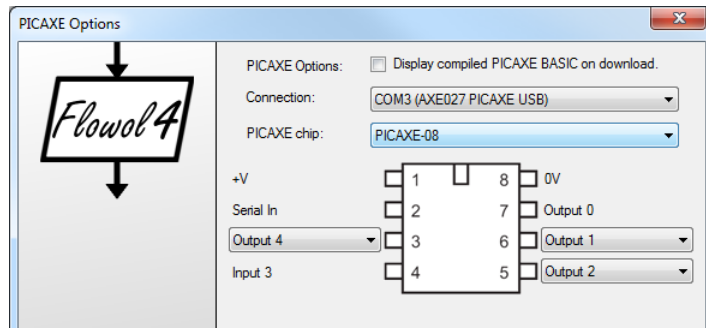 PICAXE Options
Flowol 4
PICAXE Options: Display compiled PICAXE BASIC on download.
Connection: COM3 (AXE027 PICAXE USB)
PICAXE chip: PICAXE-08
+V 1 8 0V
Serial In 2 7 Output 0
Output 4 3 6 Output 1
Input 3 4 5 Output 2